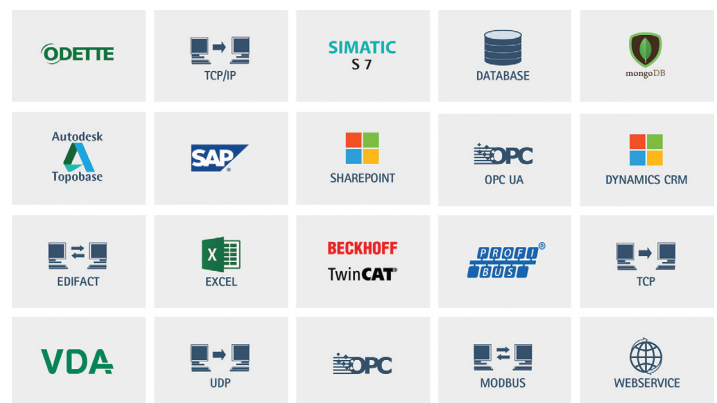 ODETTE
TCP/IP
SIMATIC
S 7
DATABASE
mongoDB
Autodesk
Topobase
SAP
SHAREPOINT
OPC
OPC UA
DYNAMICS CRM
EDIFACT
X
EXCEL
BECKHOFF
TwinCAT®
PROFI®
BUS
TCP
VDA
UDP
OPC
MODBUS
WEBSERVICE